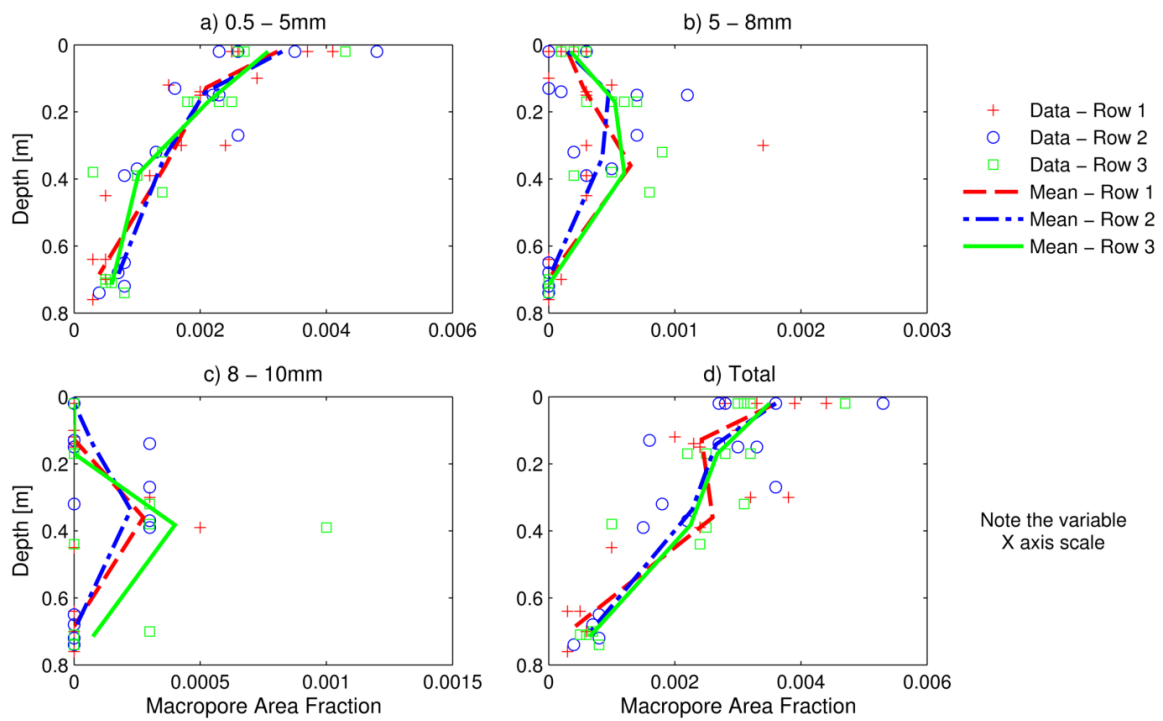 a) 0.5 – 5mm
0
0.2
0.4
0.6
0.8
Depth [m]
0 0.002 0.004 0.006
b) 5 – 8mm
0
0.2
0.4
0.6
0.8
0 0.001 0.002 0.003
Data – Row 1
Data – Row 2
Data – Row 3
Mean – Row 1
Mean – Row 2
Mean – Row 3
c) 8 – 10mm
0
0.2
0.4
0.6
0.8
Depth [m]
0 0.0005 0.001 0.0015
Macropore Area Fraction
d) Total
0
0.2
0.4
0.6
0.8
0 0.002 0.004 0.006
Macropore Area Fraction
Note the variable
X axis scale